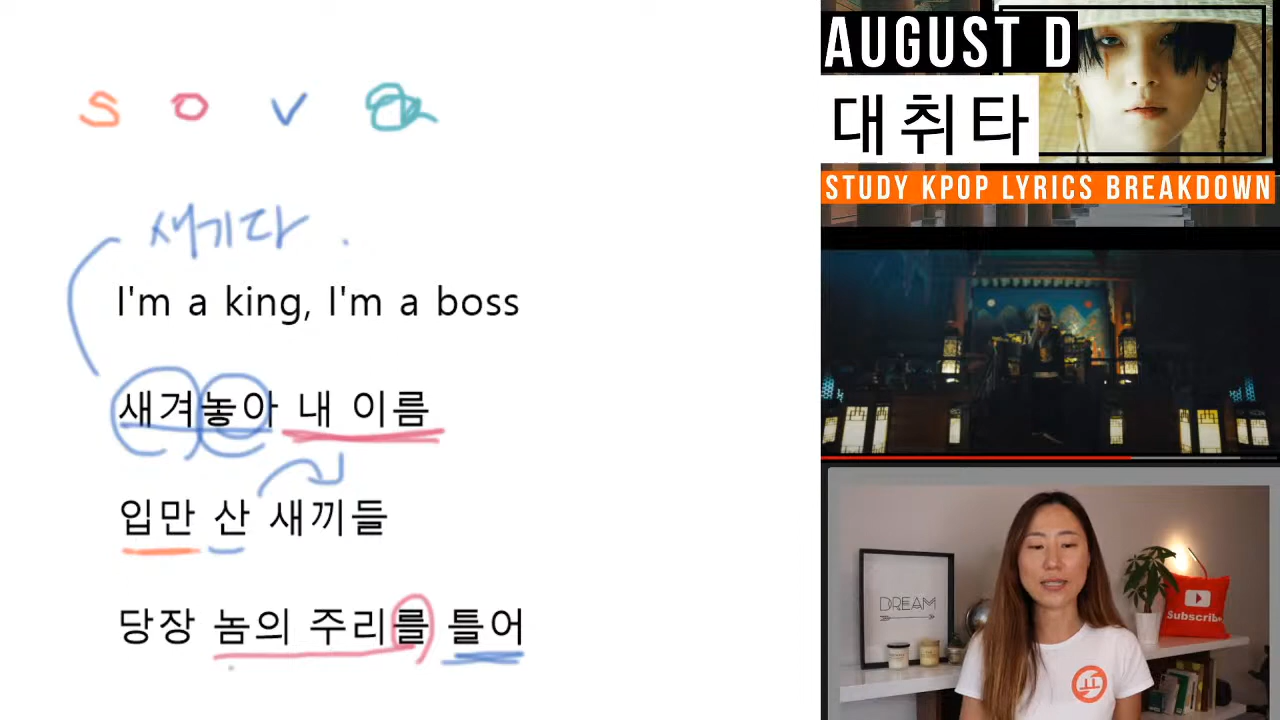 S O V
새기다.
I'm a king, I'm a boss
새겨놓아 내 이름
입만 산 새끼들
당장 놈의 주리를 틀어
AUGUST D
대취타
STUDY KPOP LYRICS BREAKDOWN
DREAM
Subscribe